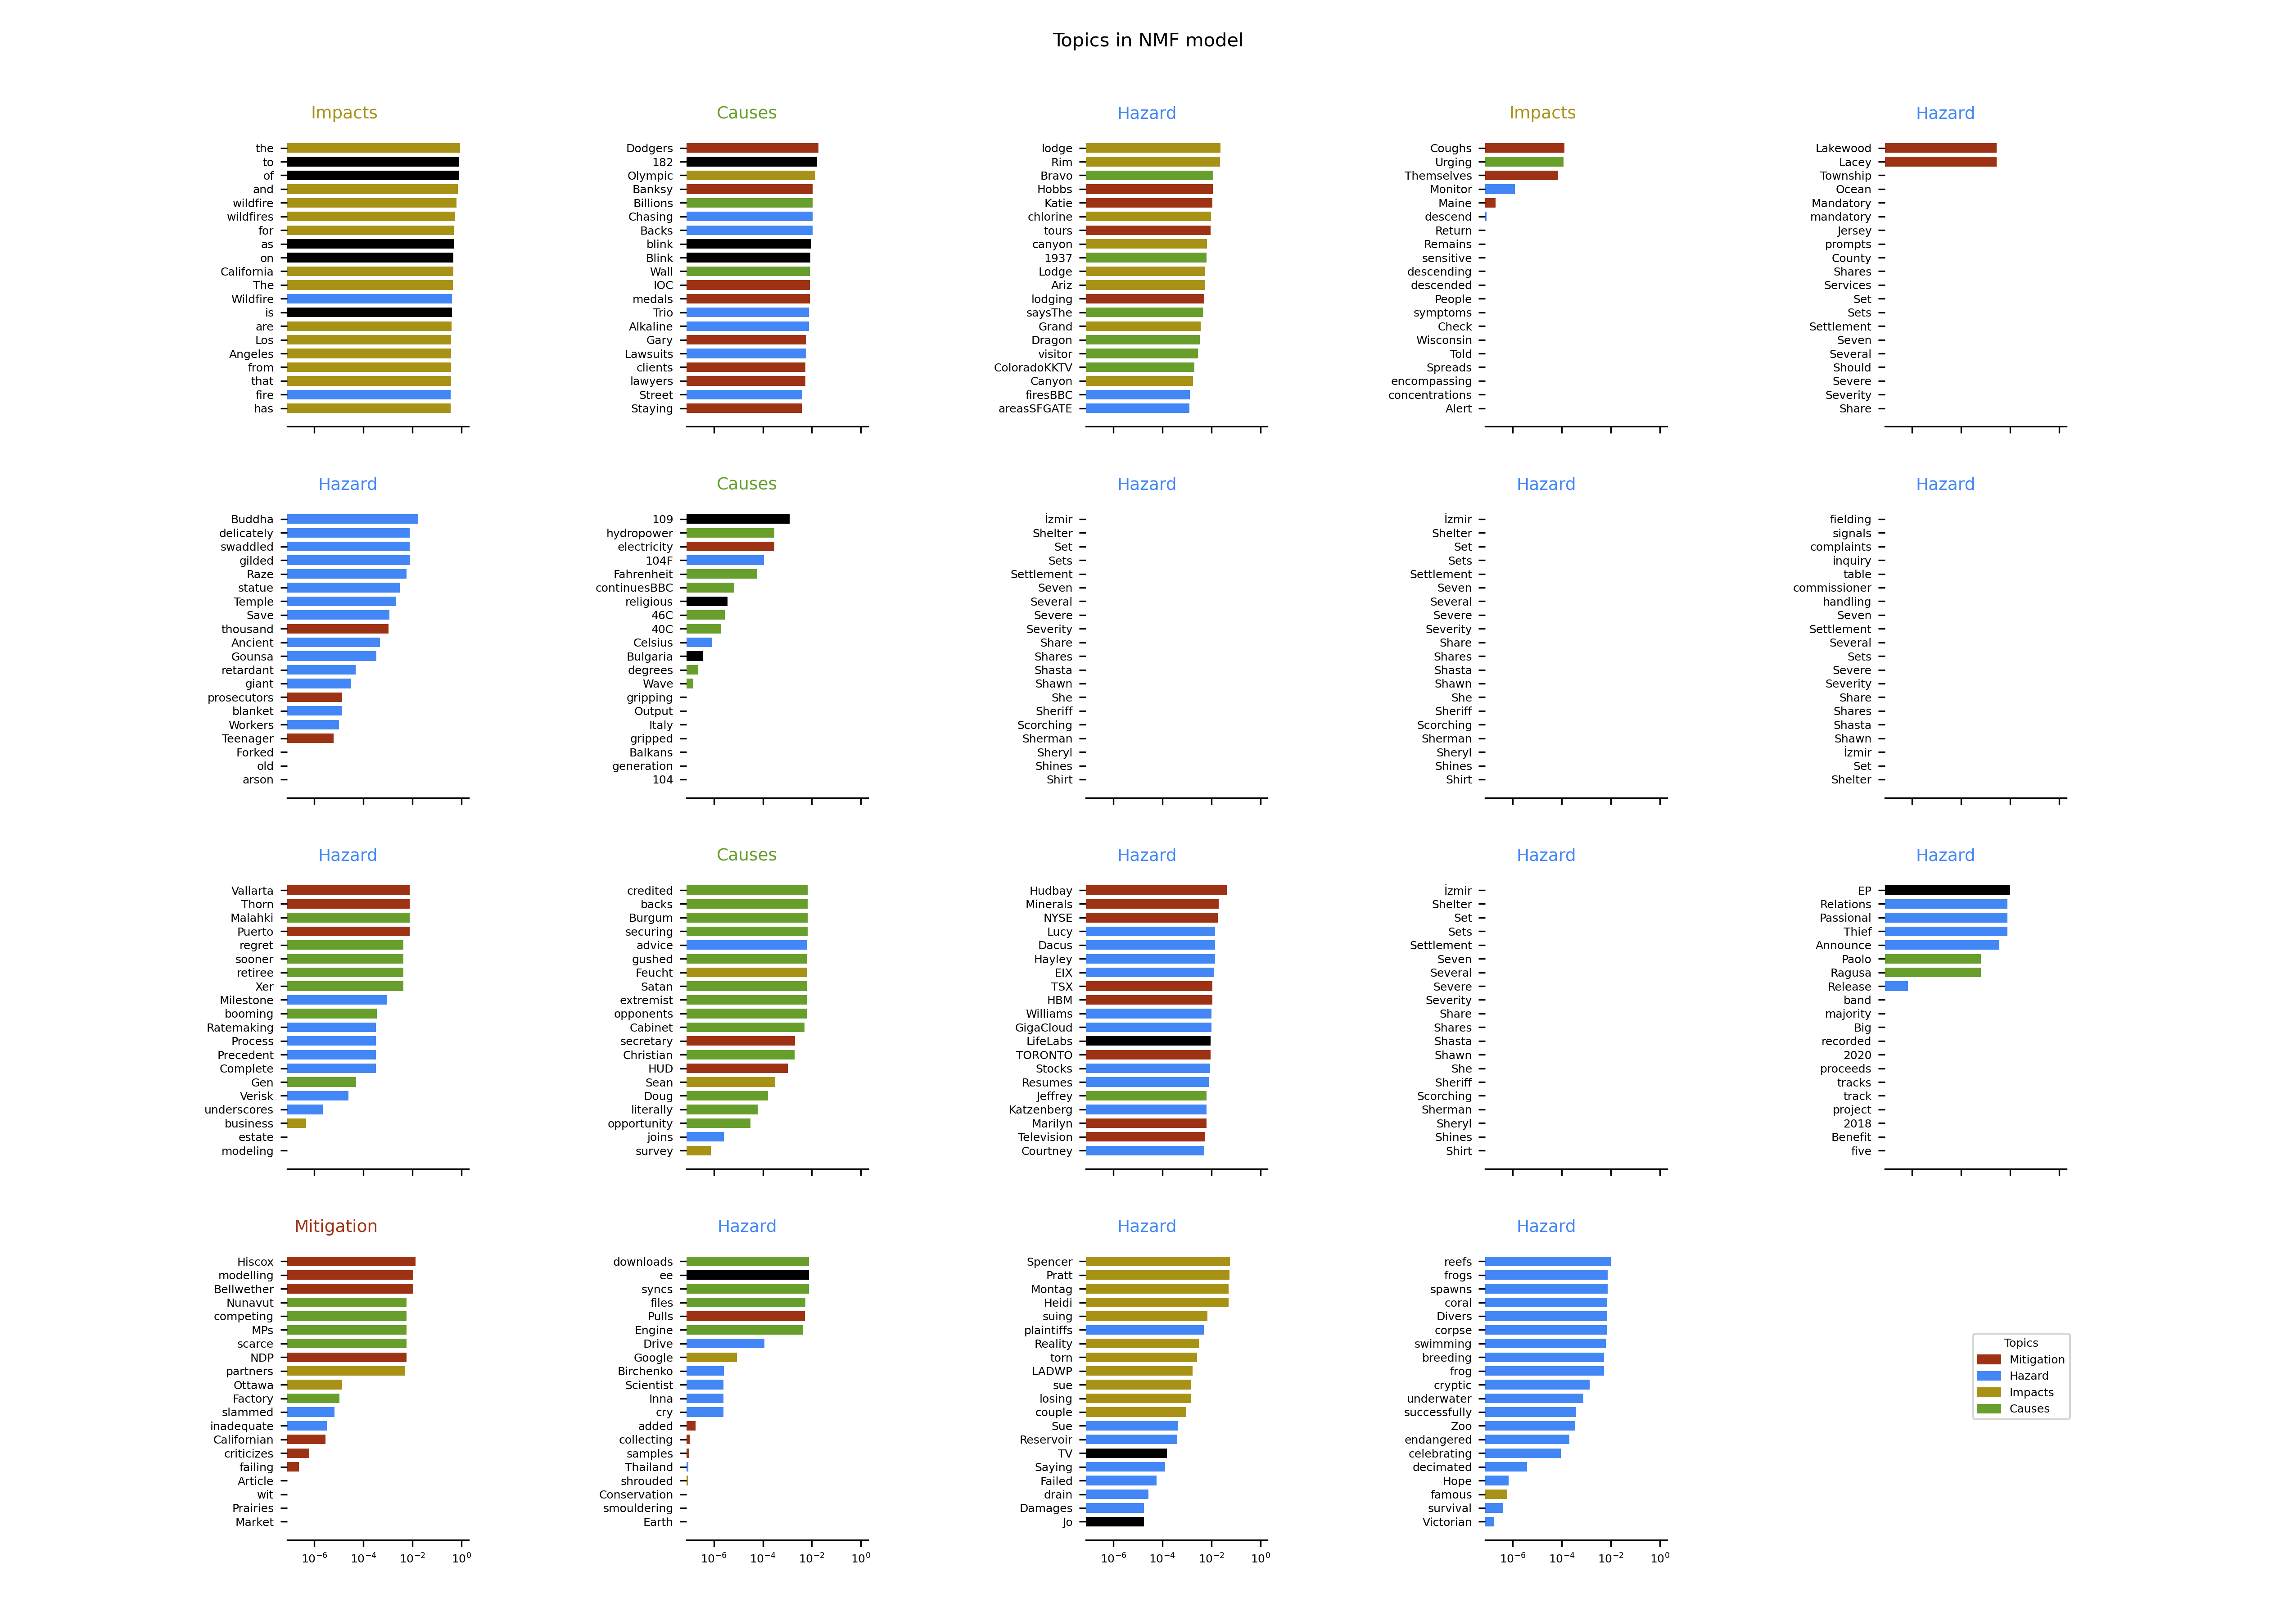 Topics in NMF model
Impacts
the
to
of
and
wildfire
wildfires
for
as
on
California
The
Wildfire
is
are
Los
Angeles
from
that
fire
has
Causes
Dodgers
182
Olympic
Banksy
Billions
Chasing
Backs
blink
Blink
Wall
IOC
medals
Trio
Alkaline
Gary
Lawsuits
clients
lawyers
Street
Staying
Hazard
lodge
Rim
Bravo
Hobbs
Katie
chlorine
tours
canyon
1937
Lodge
Ariz
lodging
saysThe
Grand
Dragon
visitor
ColoradoKKTV
Canyon
firesBBC
areasSFGATE
Impacts
Coughs
Urging
Themselves
Monitor
Maine
descend
Return
Remains
sensitive
descending
descended
People
symptoms
Check
Wisconsin
Told
Spreads
encompassing
concentrations
Alert
Hazard
Lakewood
Lacey
Township
Ocean
Mandatory
mandatory
Jersey
prompts
County
Shares
Services
Set
Sets
Settlement
Seven
Several
Should
Severe
Severity
Share
Hazard
Buddha
delicately
swaddled
gilded
Raze
statue
Temple
Save
thousand
Ancient
Gounsa
retardant
giant
prosecutors
blanket
Workers
Teenager
Forked
old
arson
Causes
109
hydropower
electricity
104F
Fahrenheit
continuesBBC
religious
46C
40C
Celsius
Bulgaria
degrees
Wave
gripping
Output
Italy
gripped
Balkans
generation
104
Hazard
İzmir
Shelter
Set
Sets
Settlement
Seven
Several
Severe
Severity
Share
Shares
Shasta
Shawn
She
Sheriff
Scorching
Sherman
Sheryl
Shines
Shirt
Hazard
İzmir
Shelter
Set
Sets
Settlement
Seven
Several
Severe
Severity
Share
Shares
Shasta
Shawn
She
Sheriff
Scorching
Sherman
Sheryl
Shines
Shirt
Hazard
fielding
signals
complaints
inquiry
table
commissioner
handling
Seven
Settlement
Several
Sets
Severe
Severity
Share
Shares
Shasta
Shawn
İzmir
Set
Shelter
Hazard
Vallarta
Thorn
Malahki
Puerto
regret
sooner
retiree
Xer
Milestone
booming
Ratemaking
Process
Precedent
Complete
Gen
Verisk
underscores
business
estate
modeling
Causes
credited
backs
Burgum
securing
advice
gushed
Feucht
Satan
extremist
opponents
Cabinet
secretary
Christian
HUD
Sean
Doug
literally
opportunity
joins
survey
Hazard
Hudbay
Minerals
NYSE
Lucy
Dacus
Hayley
EIX
TSX
HBM
Williams
GigaCloud
LifeLabs
TORONTO
Stocks
Resumes
Jeffrey
Katzenberg
Marilyn
Television
Courtney
Hazard
İzmir
Shelter
Set
Sets
Settlement
Seven
Several
Severe
Severity
Share
Shares
Shasta
Shawn
She
Sheriff
Scorching
Sherman
Sheryl
Shines
Shirt
Hazard
EP
Relations
Passional
Thief
Announce
Paolo
Ragusa
Release
band
majority
Big
recorded
2020
proceeds
tracks
track
project
2018
Benefit
five
Mitigation
Hiscox
modelling
Bellwether
Nunavut
competing
MPs
scarce
NDP
partners
Ottawa
Factory
slammed
inadequate
Californian
criticizes
failing
Article
wit
Prairies
Market
10⁻⁶ 10⁻⁴ 10⁻² 10⁰
Hazard
downloads
ee
syncs
files
Pulls
Engine
Drive
Google
Birchenko
Scientist
Inna
cry
added
collecting
samples
Thailand
shrouded
Conservation
smouldering
Earth
10⁻⁶ 10⁻⁴ 10⁻² 10⁰
Hazard
Spencer
Pratt
Montag
Heidi
suing
plaintiffs
Reality
torn
LADWP
sue
losing
couple
Sue
Reservoir
TV
Saying
Failed
drain
Damages
Jo
10⁻⁶ 10⁻⁴ 10⁻² 10⁰
Hazard
reefs
frogs
spawns
coral
Divers
corpse
swimming
breeding
frog
cryptic
underwater
successfully
Zoo
endangered
celebrating
decimated
Hope
famous
survival
Victorian
10⁻⁶ 10⁻⁴ 10⁻² 10⁰
Topics
Mitigation
Hazard
Impacts
Causes